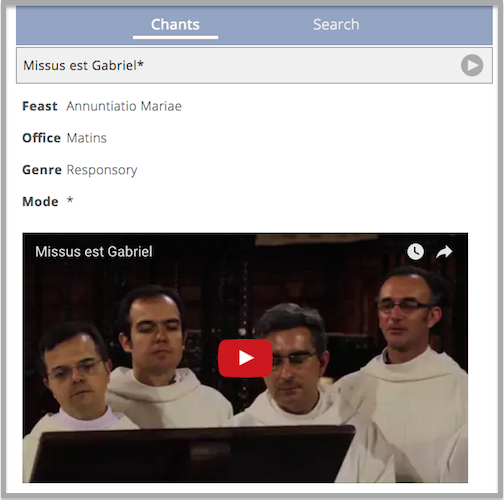 Chants Search
Missus est Gabriel*
Feast Annuntiatio Mariae
Office Matins
Genre Responsory
Mode *
Missus est Gabriel